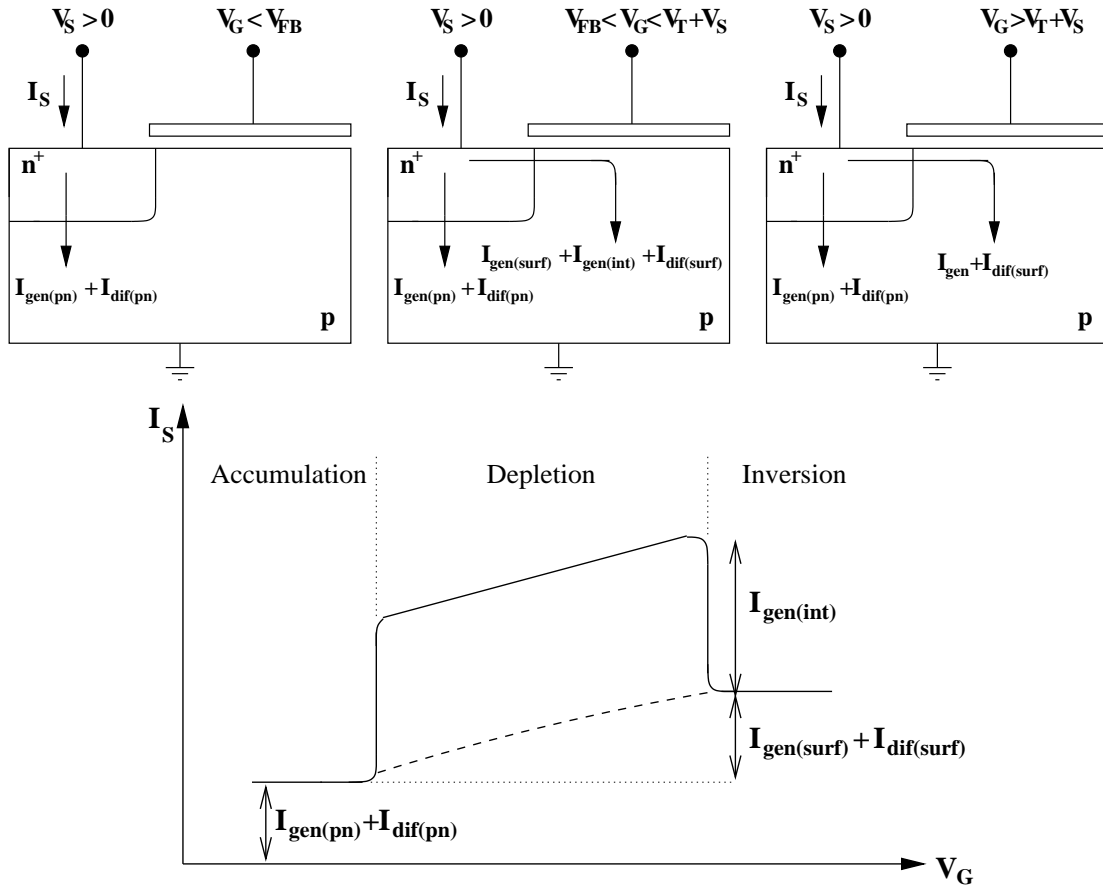 V_S > 0 V_G < V_FB
I_S
n^+
I_gen(pn) + I_dif(pn)
p
V_S > 0 V_FB < V_G < V_T + V_S
I_S
n^+
I_gen(surf) + I_gen(int) + I_dif(surf)
I_gen(pn) + I_dif(pn)
p
V_S > 0 V_G > V_T + V_S
I_S
n^+
I_gen + I_dif(surf)
I_gen(pn) + I_dif(pn)
p
I_S
Accumulation Depletion Inversion
I_gen(int)
I_gen(surf) + I_dif(surf)
I_gen(pn) + I_dif(pn)
V_G